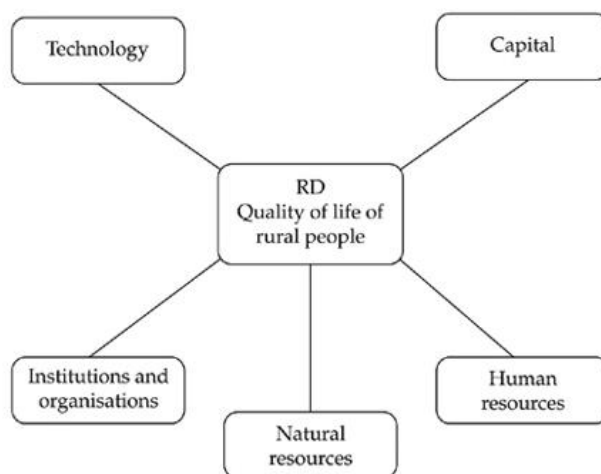 Technology
Capital
RD
Quality of life of
rural people
Institutions and
organisations
Natural
resources
Human
resources